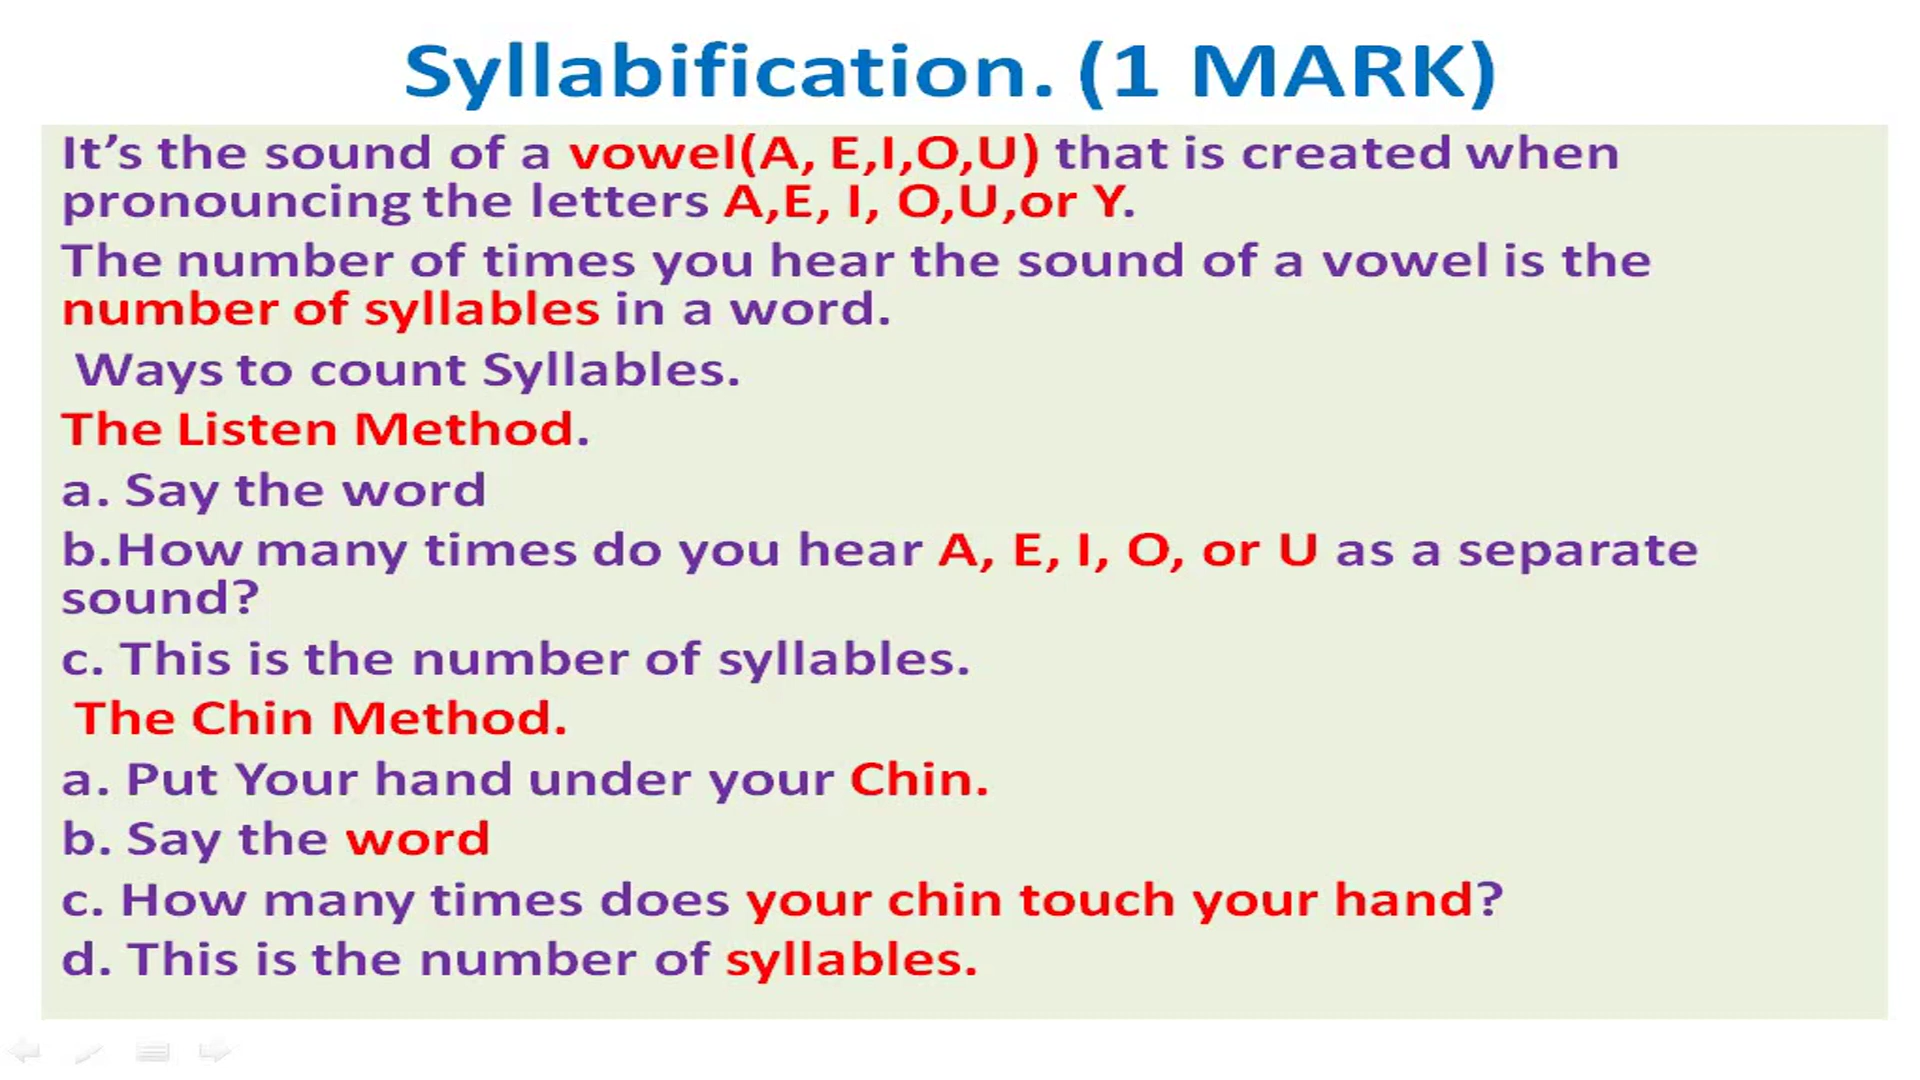 Syllabification. (1 MARK)
It’s the sound of a vowel(A, E,I,O,U) that is created when
pronouncing the letters A,E, I, O,U,or Y.
The number of times you hear the sound of a vowel is the
number of syllables in a word.
Ways to count Syllables.
The Listen Method.
a. Say the word
b.How many times do you hear A, E, I, O, or U as a separate
sound?
c. This is the number of syllables.
The Chin Method.
a. Put Your hand under your Chin.
b. Say the word
c. How many times does your chin touch your hand?
d. This is the number of syllables.